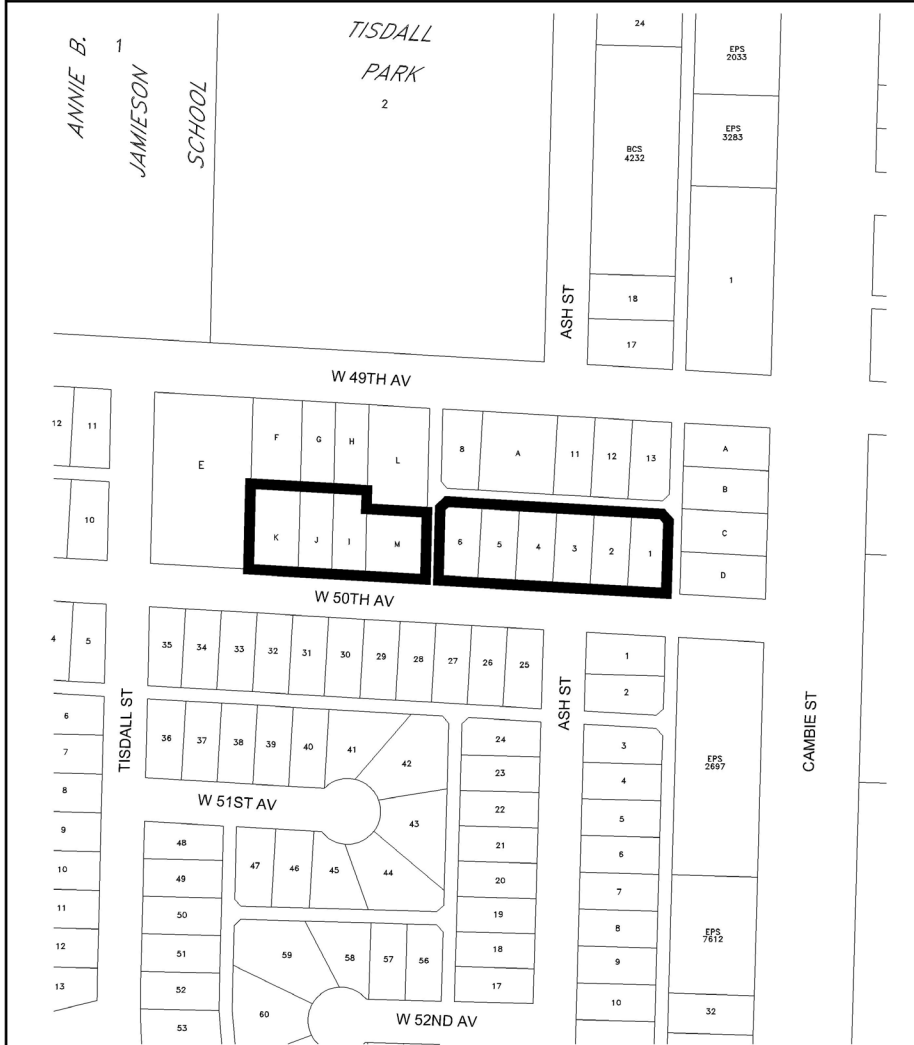 ANNIE B.
1
JAMIESON
SCHOOL
TISDALL
PARK
2
24
EPS
2033
BCS
4232
EPS
3283
1
18
17
ASH ST
W 49TH AV
12
11
E
F
G
H
L
8
A
11
12
13
A
B
C
D
10
K
J
I
M
6
5
4
3
2
1
W 50TH AV
4
5
35
34
33
32
31
30
29
28
27
26
25
1
2
TISDALL ST
ASH ST
CAMBIE ST
6
7
8
9
10
11
12
13
36
37
38
39
40
41
42
43
44
45
46
47
W 51ST AV
24
23
22
21
20
19
18
17
3
4
5
6
7
8
9
10
EPS
2697
EPS
7612
32
48
49
50
51
52
53
59
58
57
56
60
W 52ND AV